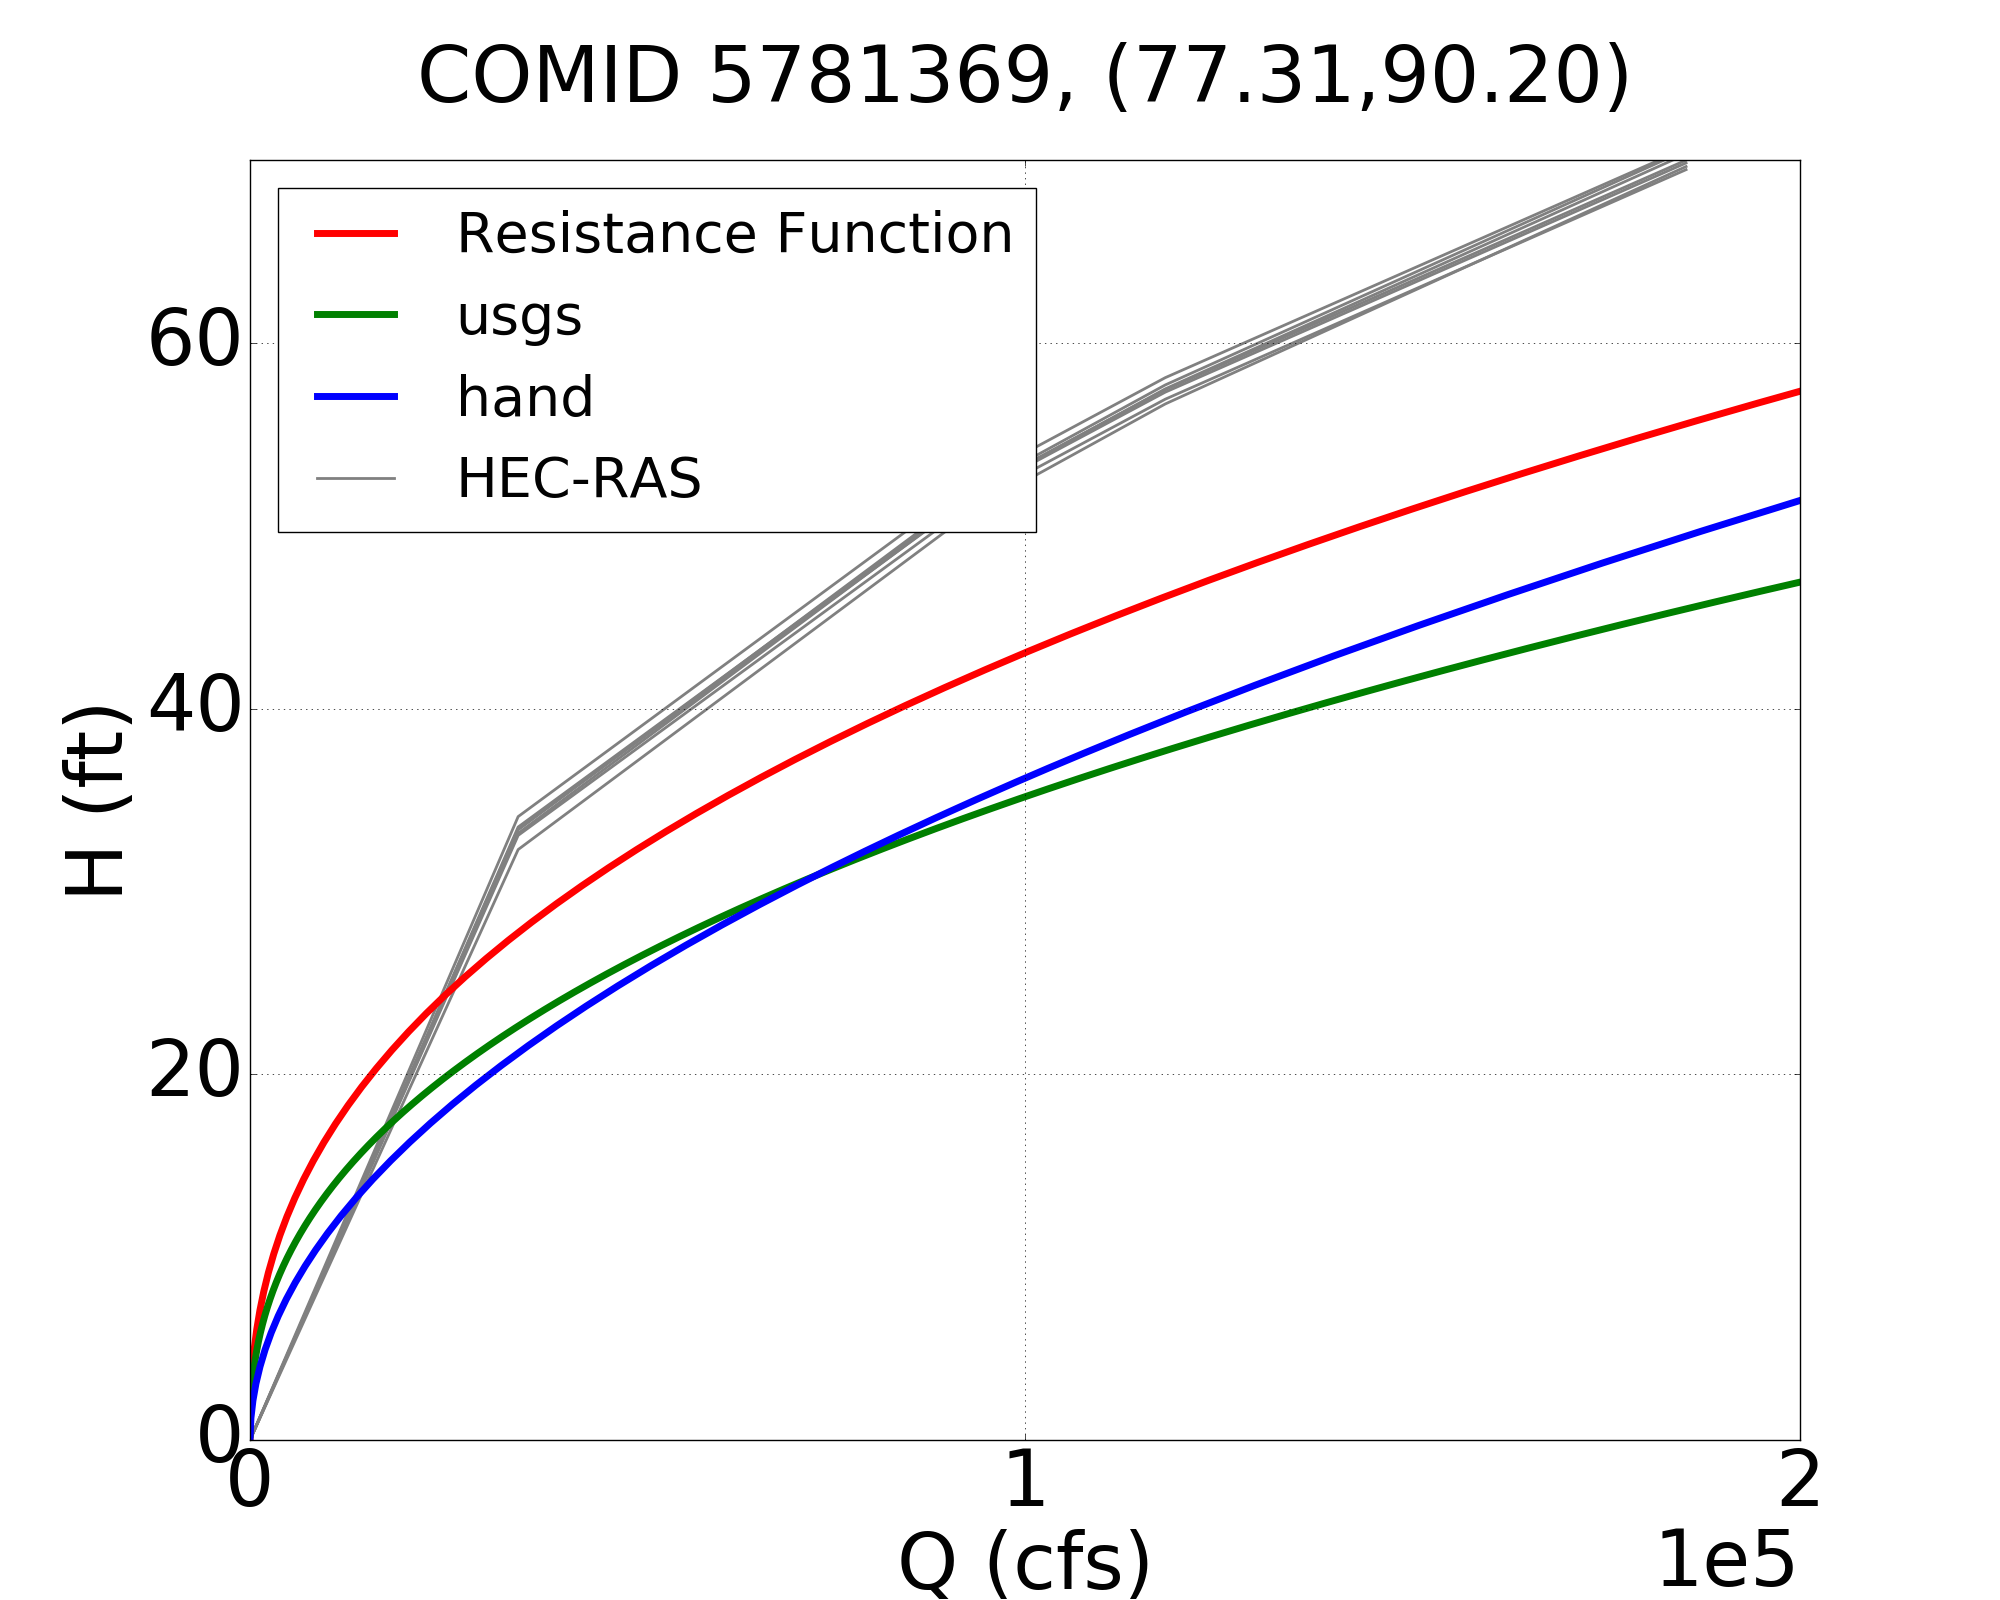 COMID 5781369, (77.31,90.20)
Resistance Function
usgs
hand
HEC-RAS
60
40
20
0
H (ft)
0 1 2
Q (cfs)
1e5